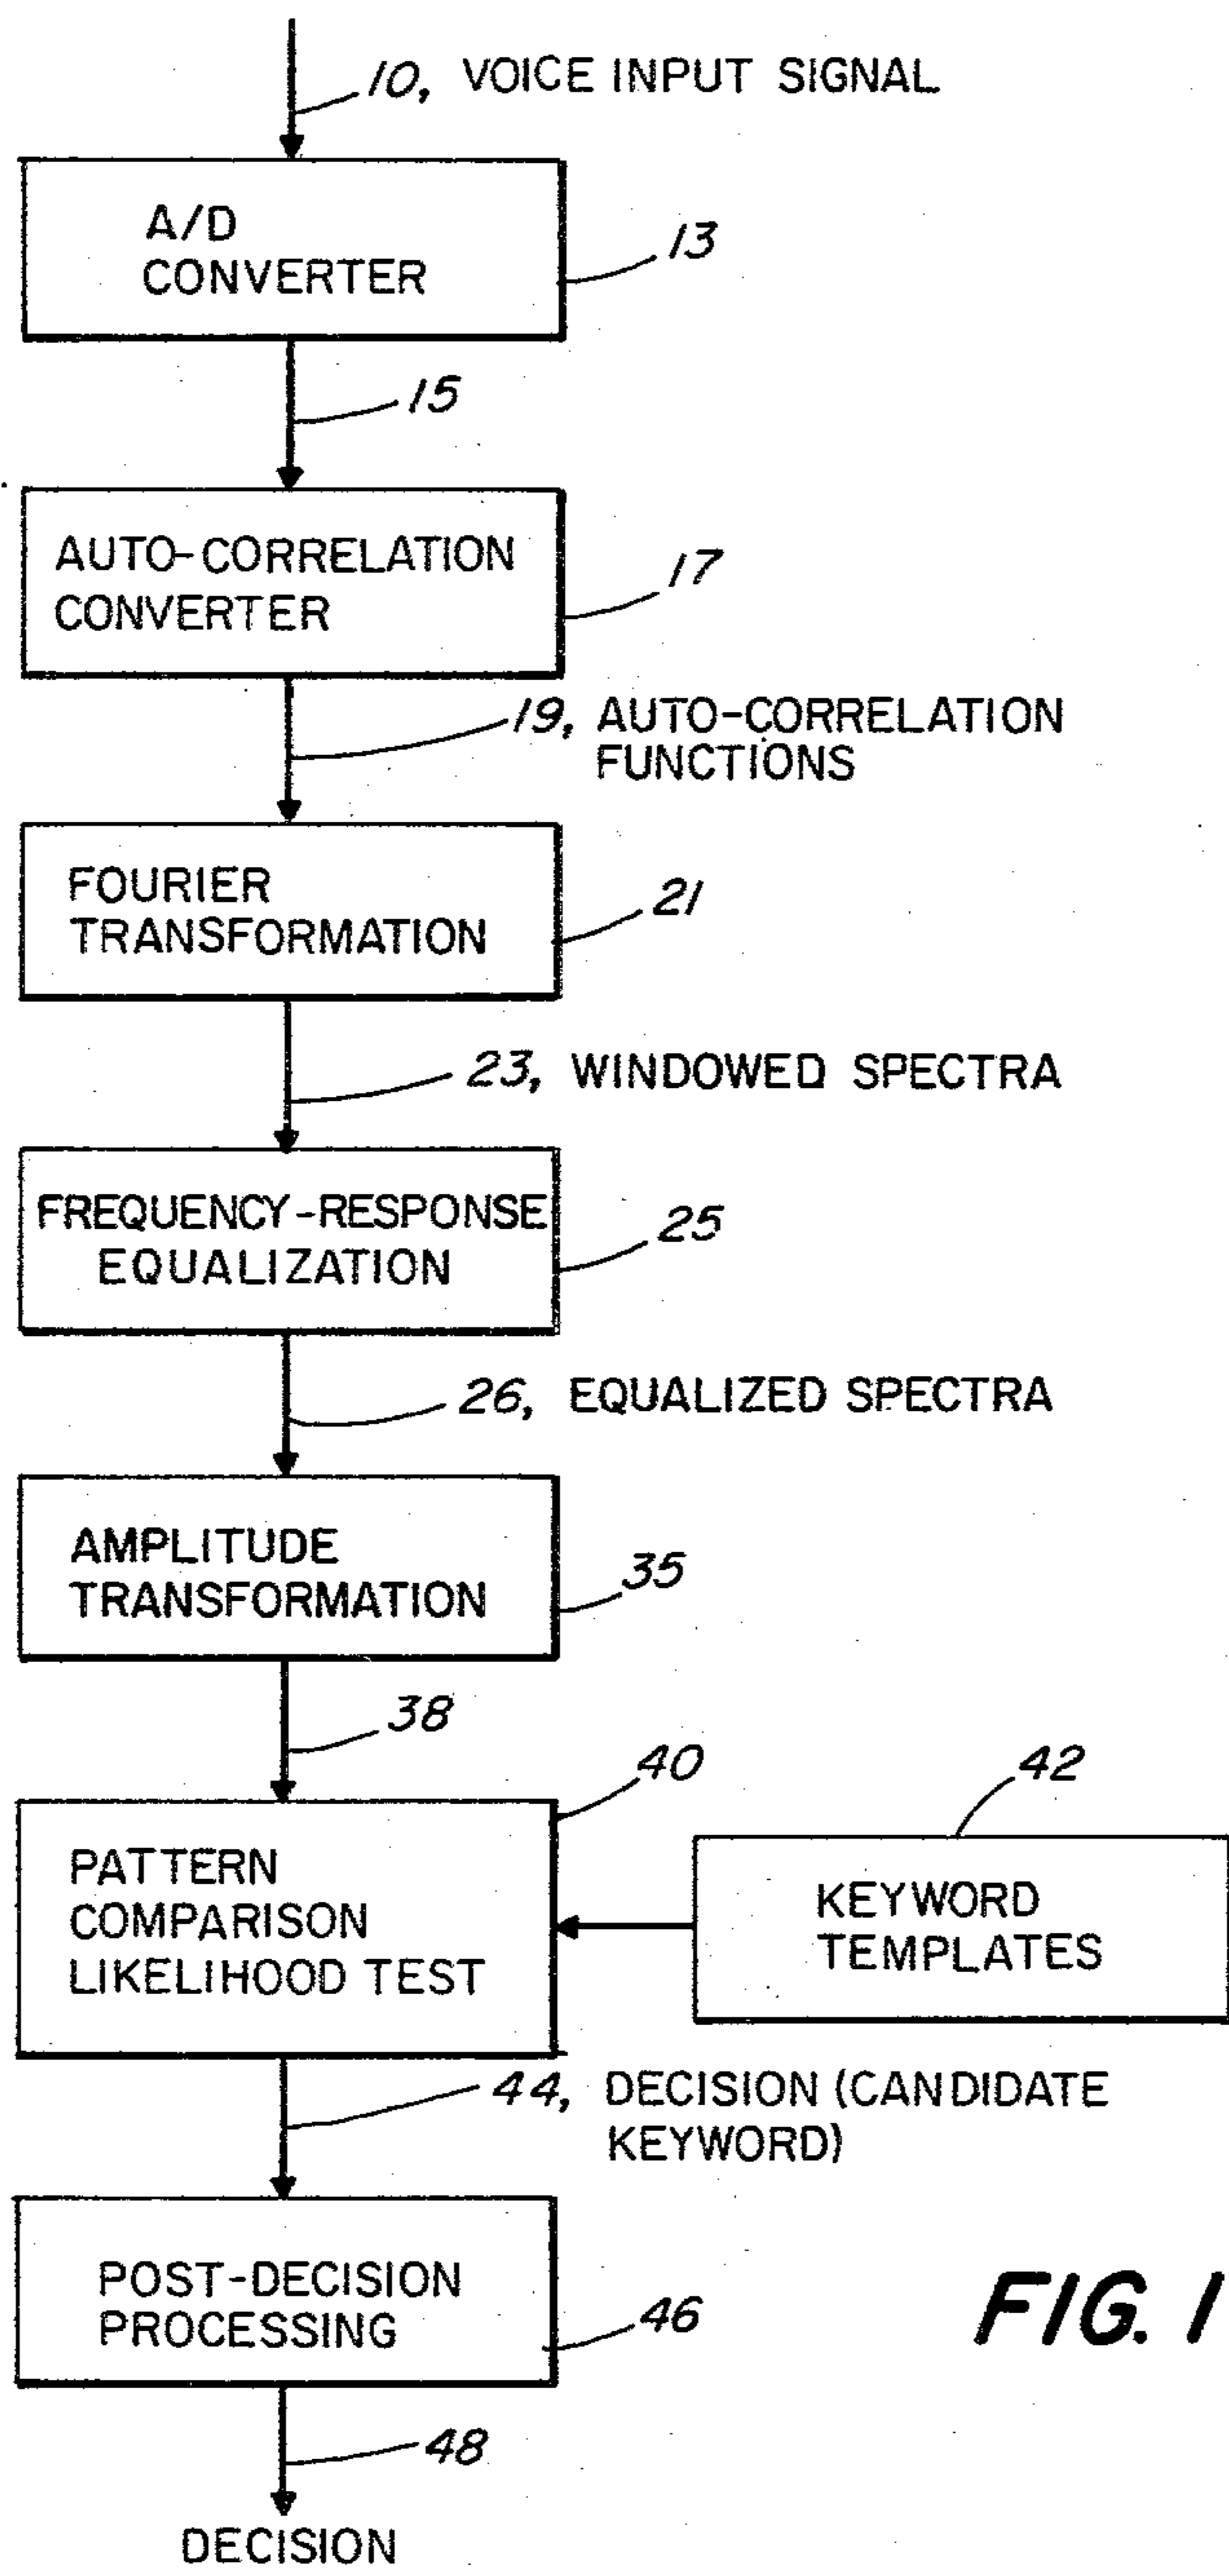 10, VOICE INPUT SIGNAL
A/D
CONVERTER
13
15
AUTO-CORRELATION
CONVERTER
17
19, AUTO-CORRELATION
FUNCTIONS
FOURIER
TRANSFORMATION
21
23, WINDOWED SPECTRA
FREQUENCY-RESPONSE
EQUALIZATION
25
26, EQUALIZED SPECTRA
AMPLITUDE
TRANSFORMATION
35
38
40
PATTERN
COMPARISON
LIKELIHOOD TEST
42
KEYWORD
TEMPLATES
44, DECISION (CANDIDATE
KEYWORD)
POST-DECISION
PROCESSING
46
FIG. 1
48
DECISION